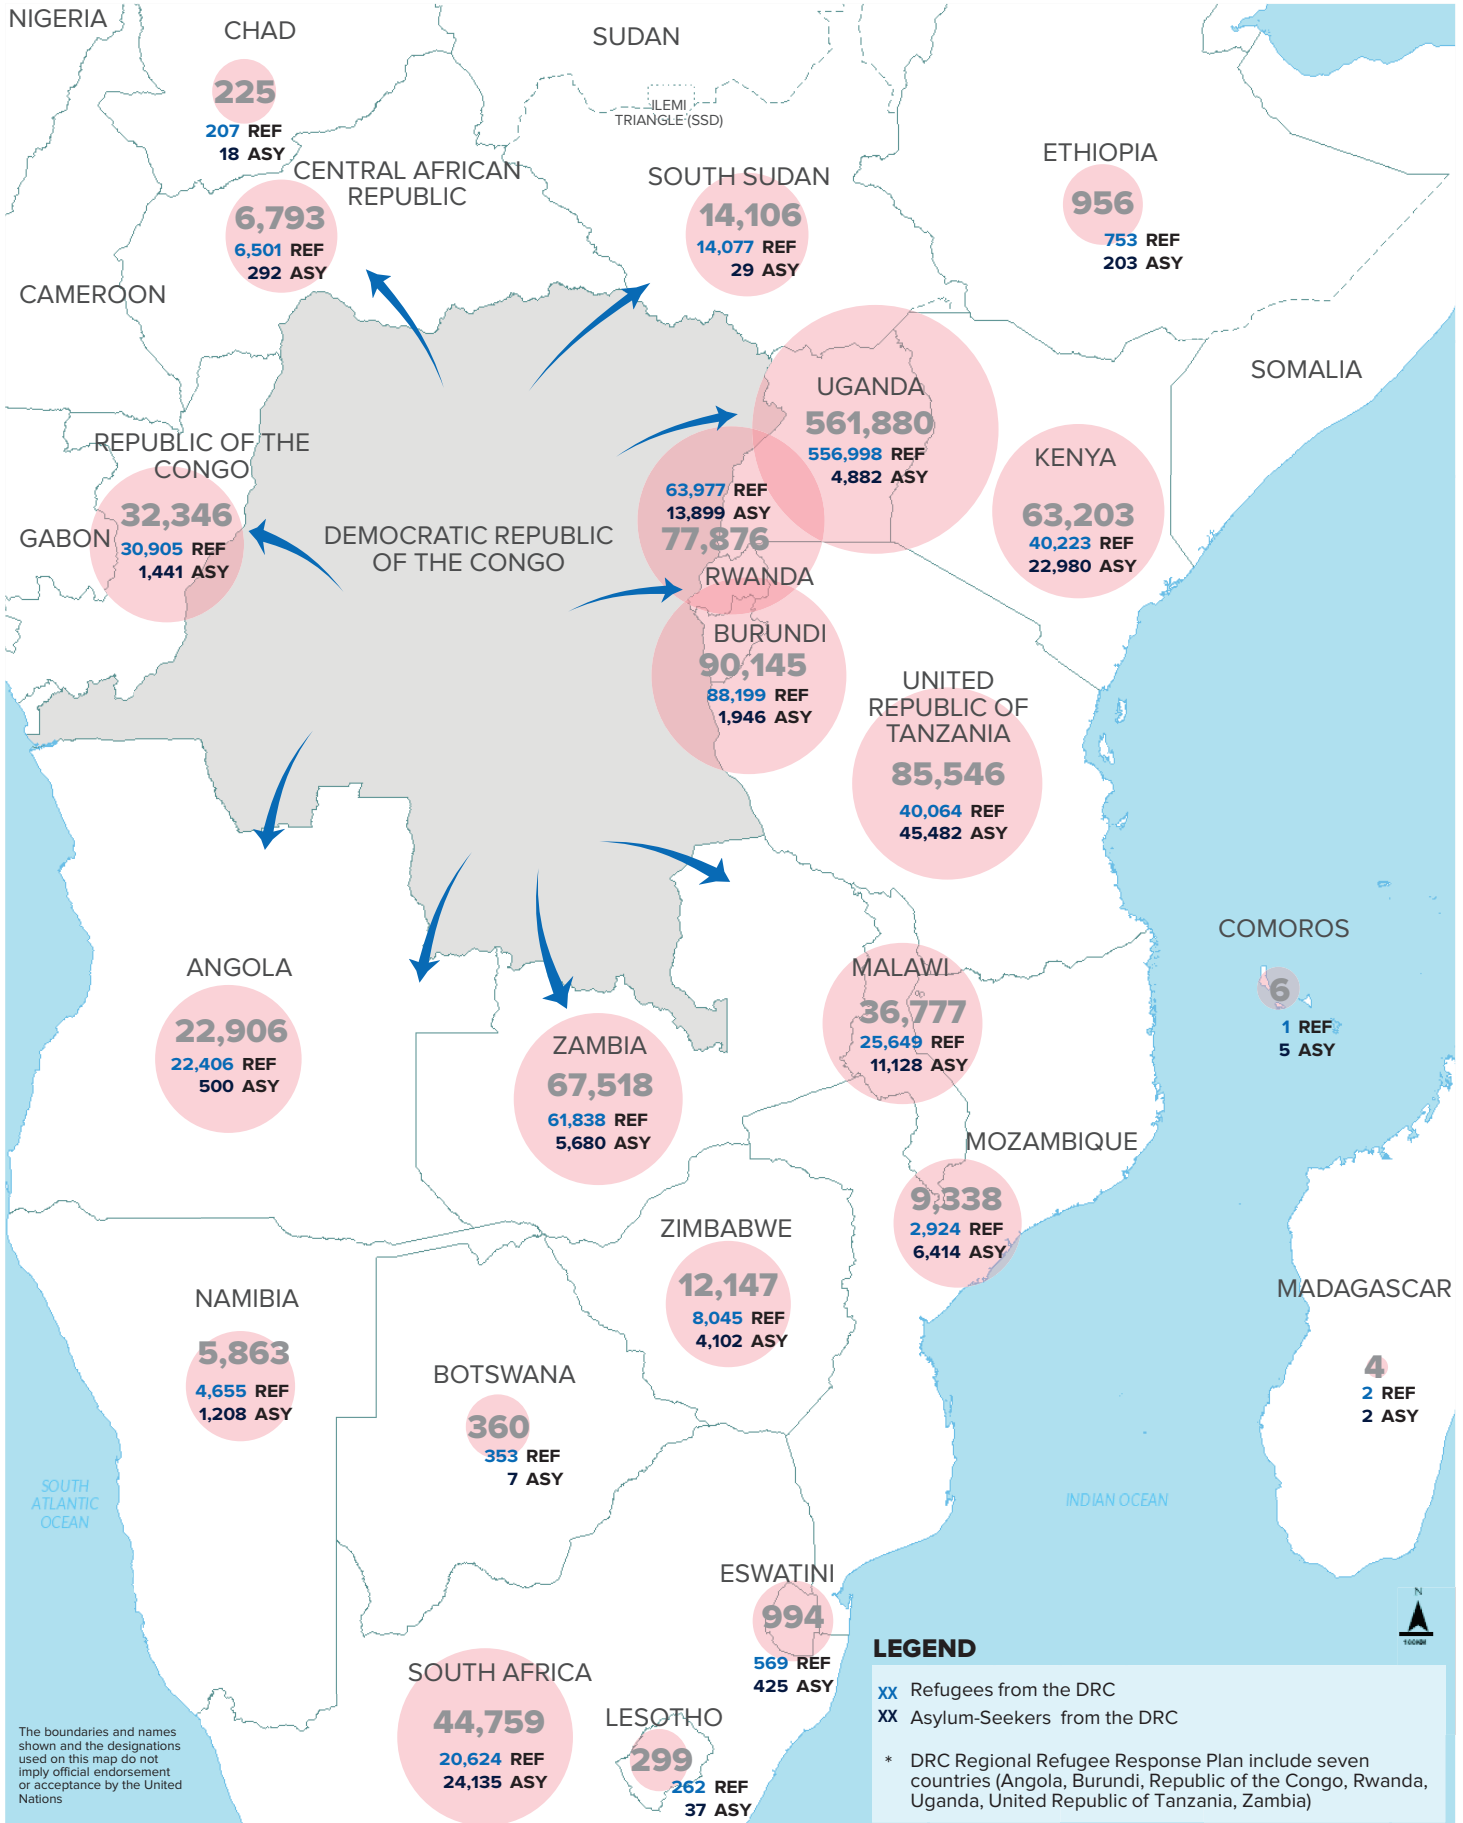 NIGERIA
CHAD
225
207 REF
18 ASY
SUDAN
ILEMI
TRIANGLE (SSD)
ETHIOPIA
956
753 REF
203 ASY
CENTRAL AFRICAN
REPUBLIC
6,793
6,501 REF
292 ASY
SOUTH SUDAN
14,106
14,077 REF
29 ASY
CAMEROON
SOMALIA
UGANDA
561,880
556,998 REF
4,882 ASY
REPUBLIC OF THE
CONGO
32,346
30,905 REF
1,441 ASY
GABON
DEMOCRATIC REPUBLIC
OF THE CONGO
63,977 REF
13,899 ASY
77,876
RWANDA
KENYA
63,203
40,223 REF
22,980 ASY
BURUNDI
90,145
88,199 REF
1,946 ASY
UNITED
REPUBLIC OF
TANZANIA
85,546
40,064 REF
45,482 ASY
COMOROS
6
1 REF
5 ASY
ANGOLA
22,906
22,406 REF
500 ASY
ZAMBIA
67,518
61,838 REF
5,680 ASY
MALAWI
36,777
25,649 REF
11,128 ASY
MOZAMBIQUE
9,338
2,924 REF
6,414 ASY
ZIMBABWE
12,147
8,045 REF
4,102 ASY
MADAGASCAR
4
2 REF
2 ASY
NAMIBIA
5,863
4,655 REF
1,208 ASY
BOTSWANA
360
353 REF
7 ASY
SOUTH
ATLANTIC
OCEAN
INDIAN OCEAN
ESWATINI
994
569 REF
425 ASY
SOUTH AFRICA
44,759
20,624 REF
24,135 ASY
LESOTHO
299
262 REF
37 ASY
N
100KM
LEGEND
XX Refugees from the DRC
XX Asylum-Seekers from the DRC
* DRC Regional Refugee Response Plan include seven
countries (Angola, Burundi, Republic of the Congo, Rwanda,
Uganda, United Republic of Tanzania, Zambia)
The boundaries and names
shown and the designations
used on this map do not
imply official endorsement
or acceptance by the United
Nations